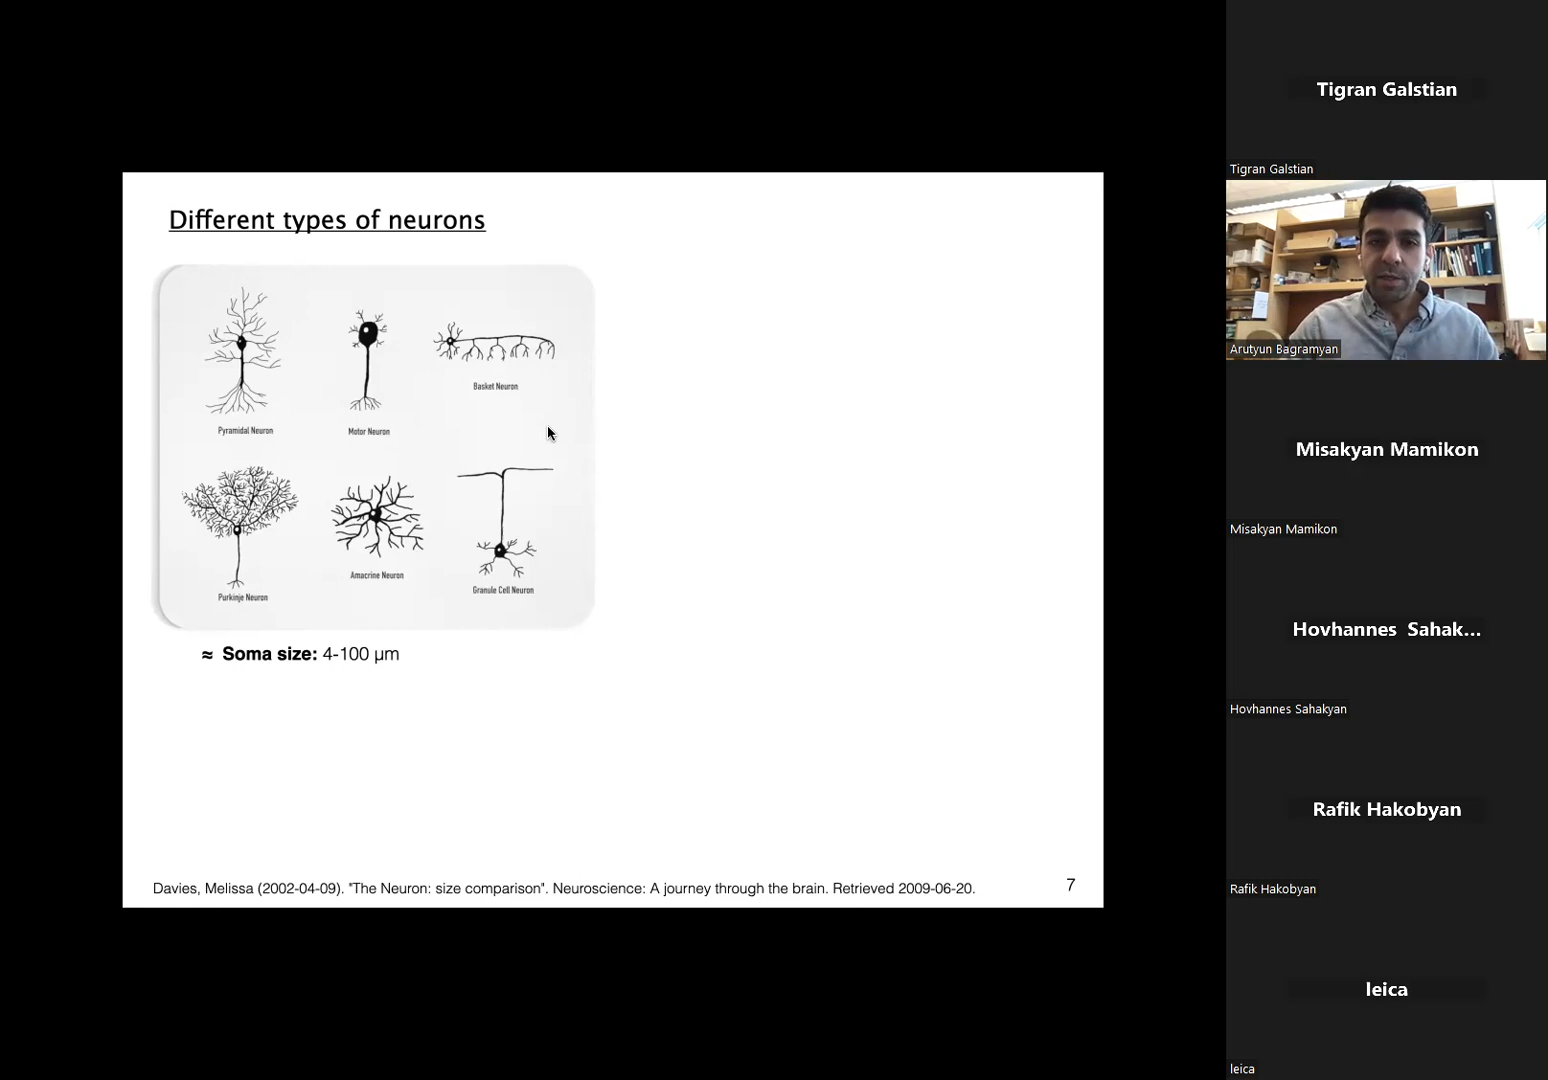 Different types of neurons
Pyramidal Neuron
Motor Neuron
Basket Neuron
Purkinje Neuron
Amacrine Neuron
Granule Cell Neuron
≈ Soma size: 4-100 µm
Davies, Melissa (2002-04-09). "The Neuron: size comparison". Neuroscience: A journey through the brain. Retrieved 2009-06-20.
7
Tigran Galstian
Tigran Galstian
Arutyun Bagramyan
Misakyan Mamikon
Misakyan Mamikon
Hovhannes Sahak...
Hovhannes Sahakyan
Rafik Hakobyan
Rafik Hakobyan
leica
leica